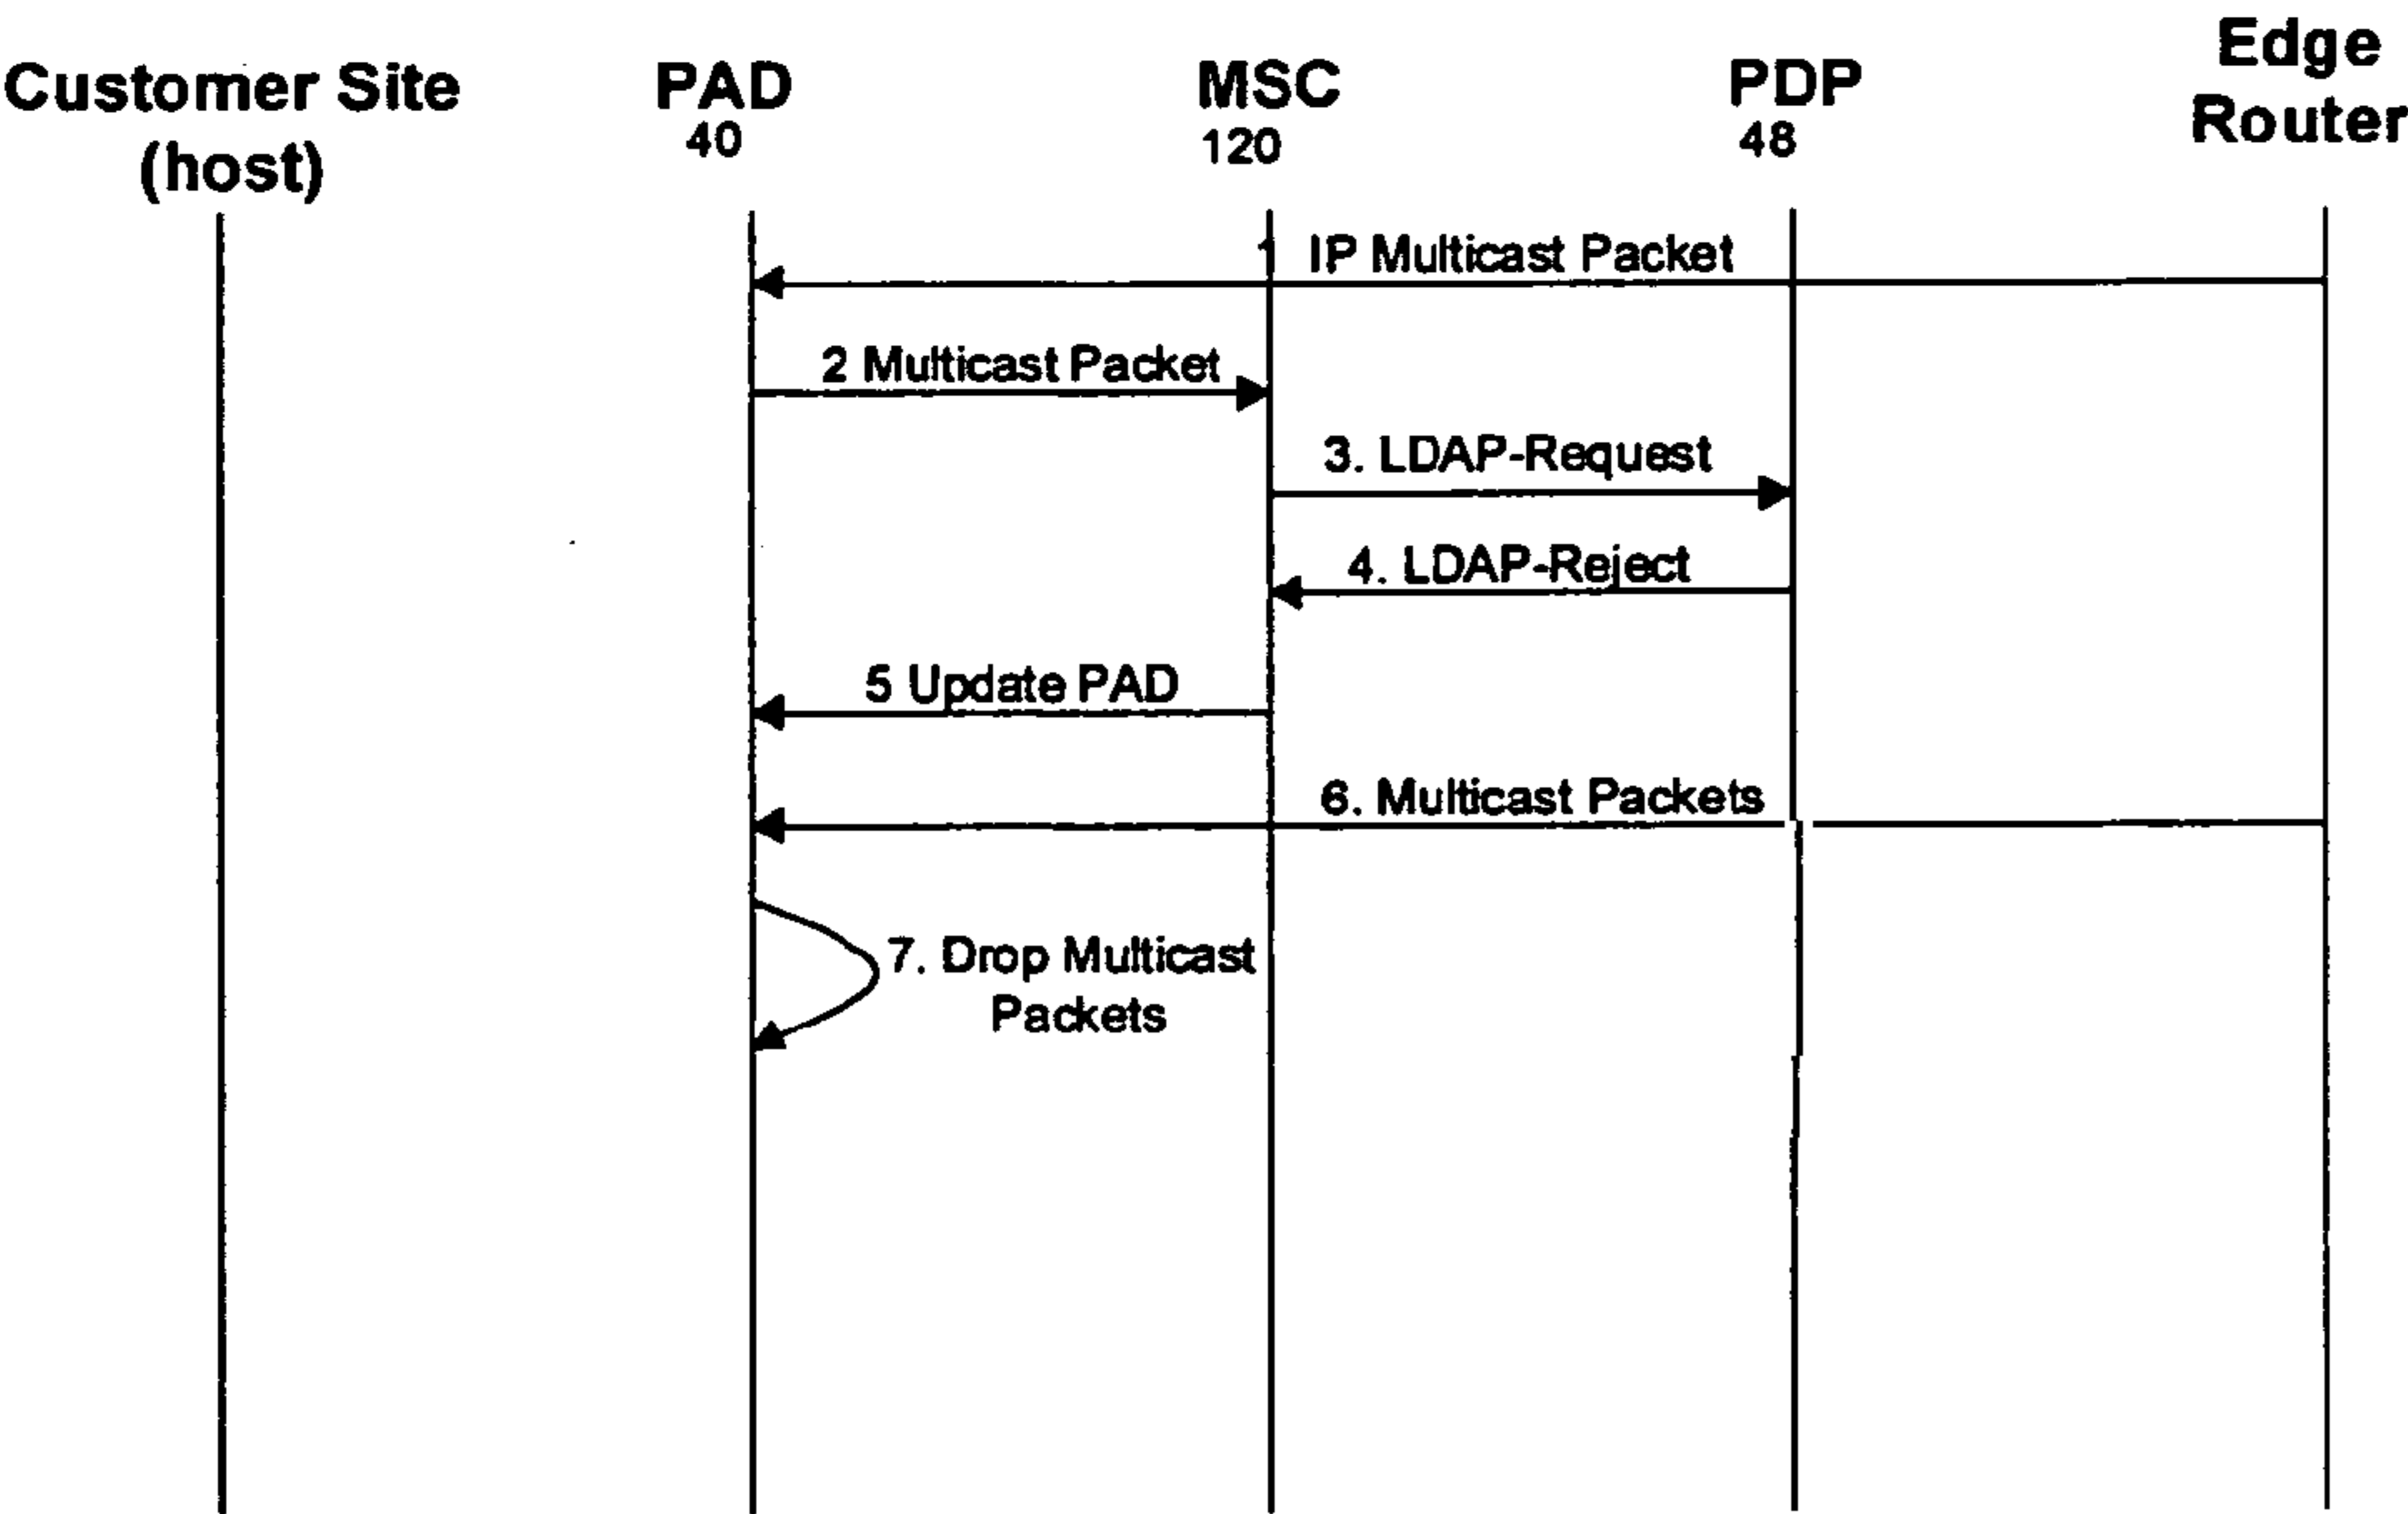 Customer Site
(host)
PAD
40
MSC
120
PDP
48
Edge
Router
1 IP Multicast Packet
2 Multicast Packet
3. LDAP-Request
4. LDAP-Reject
5 Update PAD
6. Multicast Packets
7. Drop Multicast
Packets